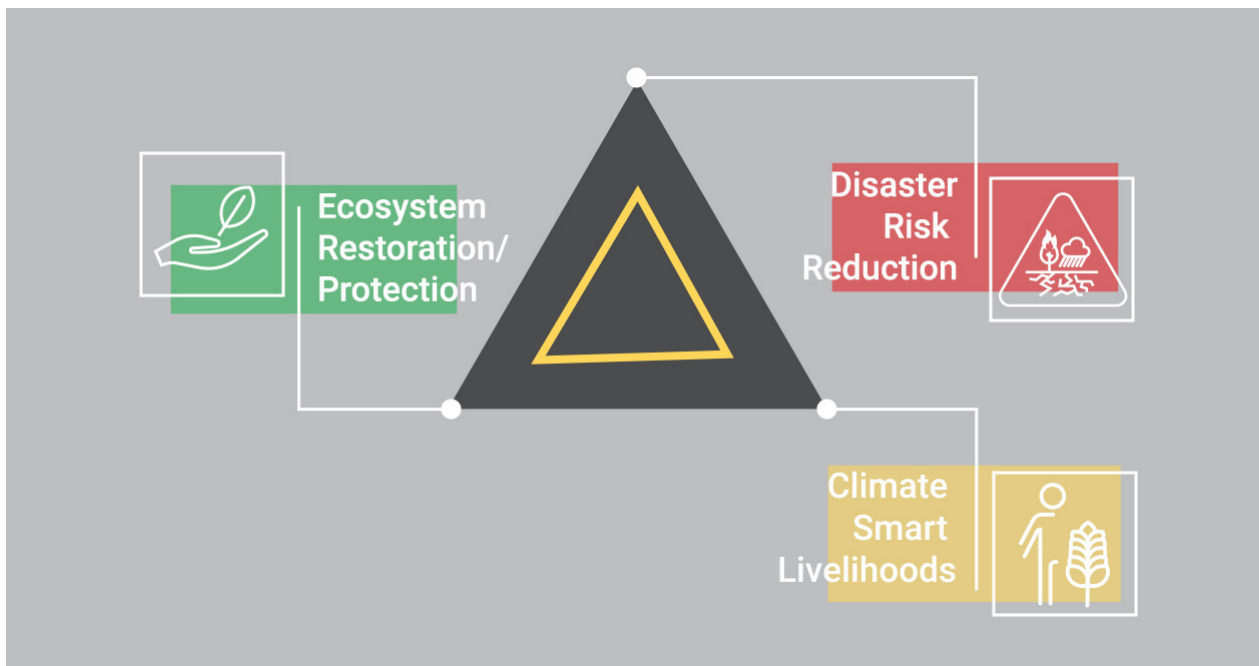 Ecosystem
Restoration/
Protection
Disaster
Risk
Reduction
Climate
Smart
Livelihoods